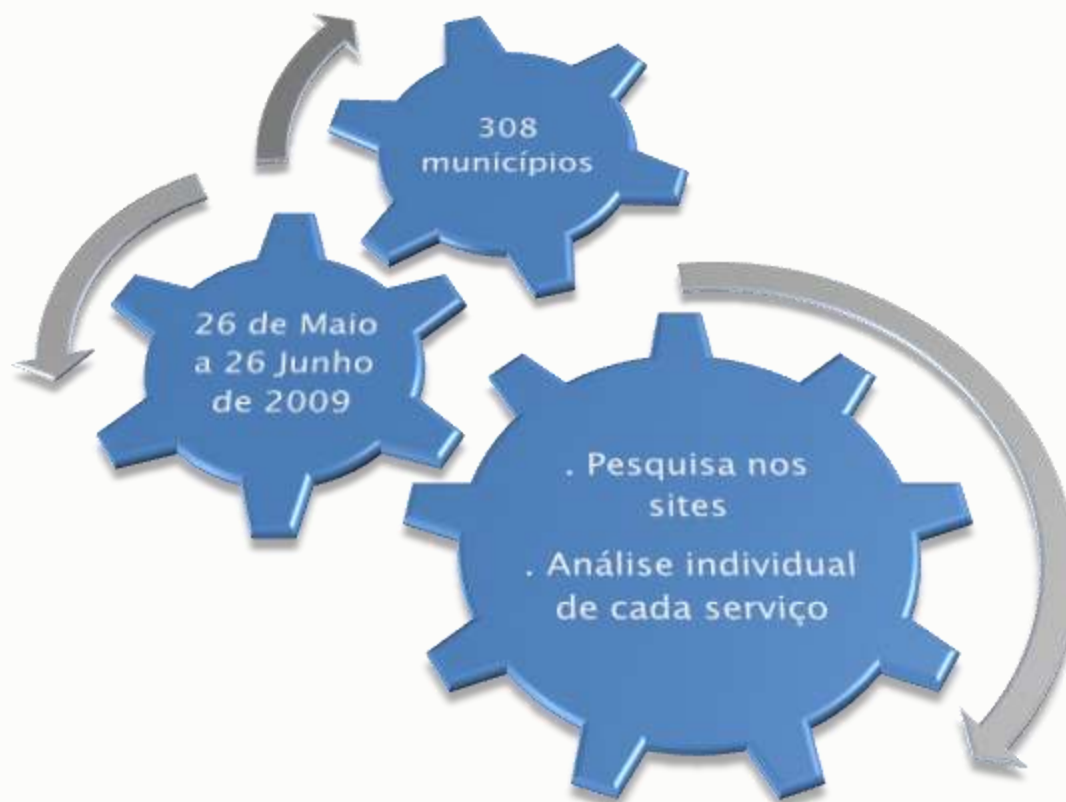 308
municípios
26 de Maio
a 26 Junho
de 2009
. Pesquisa nos
sites
. Análise individual
de cada serviço